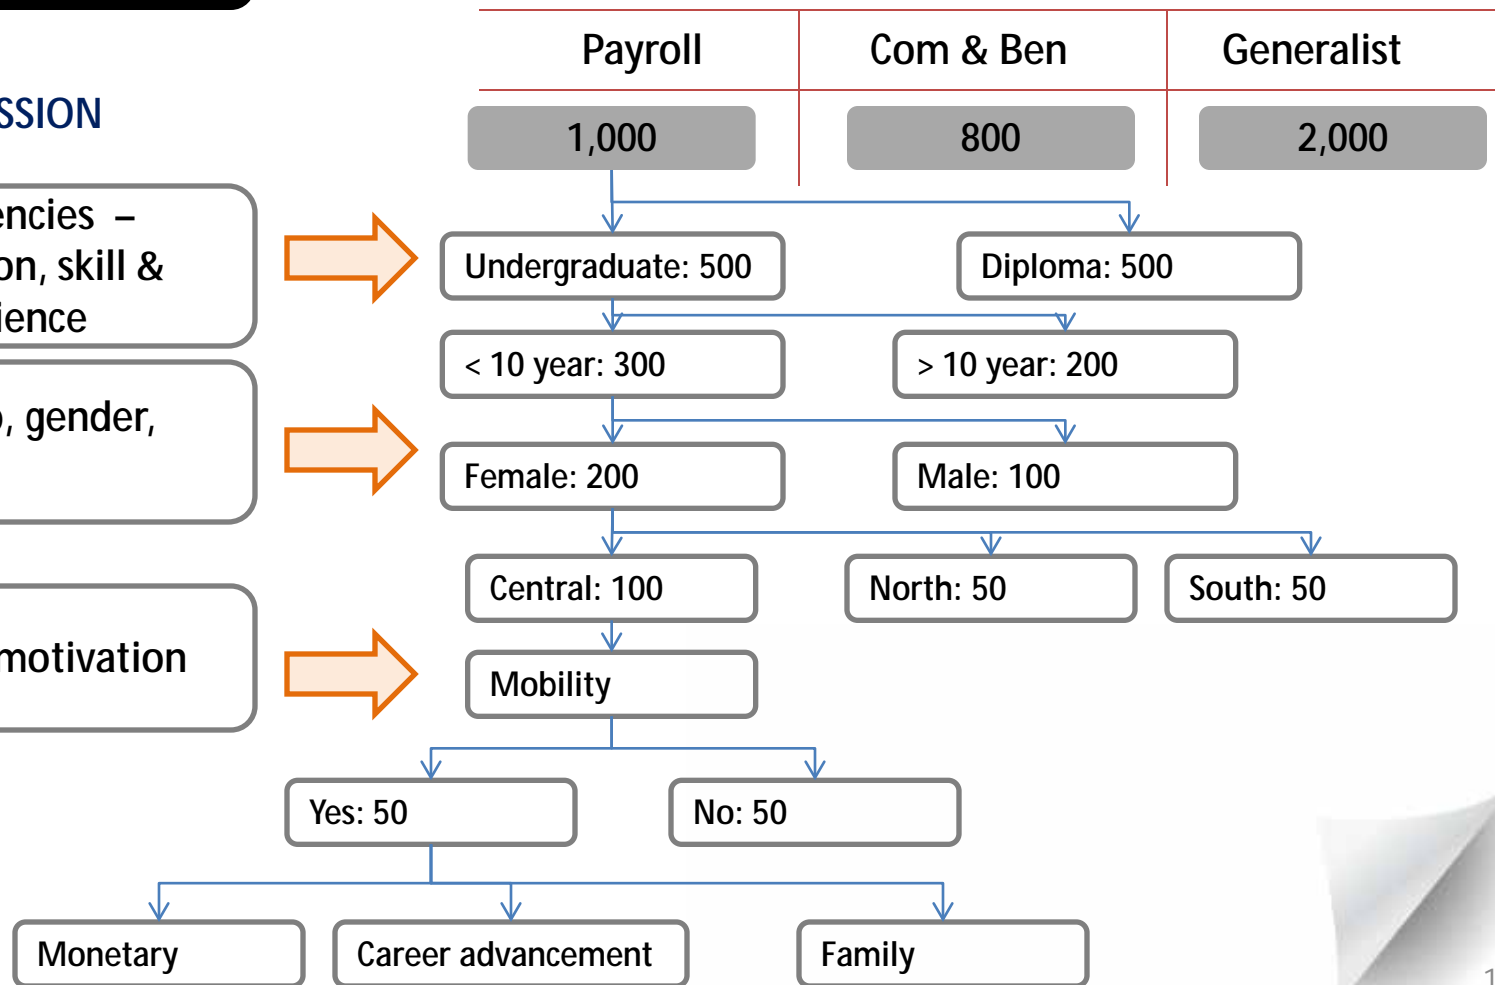 Payroll
Com & Ben
Generalist
SSION
1,000
800
2,000
encies –
on, skill &
ience
Undergraduate: 500
Diploma: 500
< 10 year: 300
> 10 year: 200
, gender,
Female: 200
Male: 100
Central: 100
North: 50
South: 50
motivation
Mobility
Yes: 50
No: 50
Monetary
Career advancement
Family
1